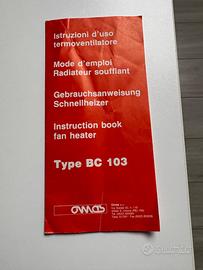 Istruzioni d'uso
termoventilatore
Mode d'emploi
Radiateur soufflant
Gebrauchsanweisung
Schnellheizer
Instruction book
fan heater
Type BC 103
omas